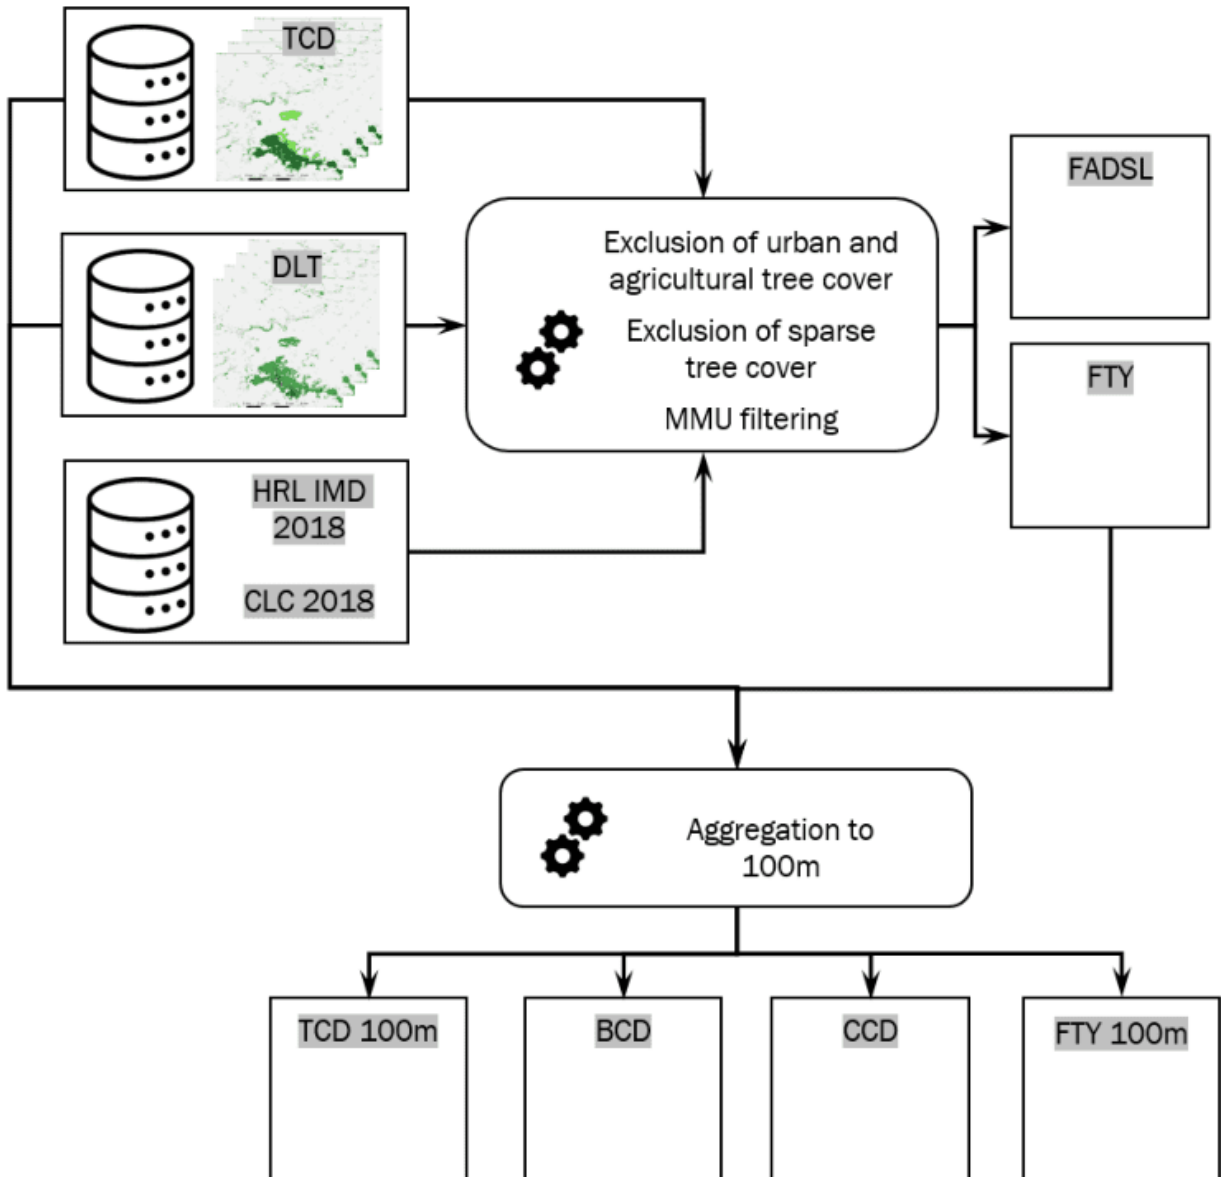 TCD
DLT
HRL IMD
2018
CLC 2018
Exclusion of urban and
agricultural tree cover
Exclusion of sparse
tree cover
MMU filtering
FADSL
FTY
Aggregation to
100m
TCD 100m
BCD
CCD
FTY 100m